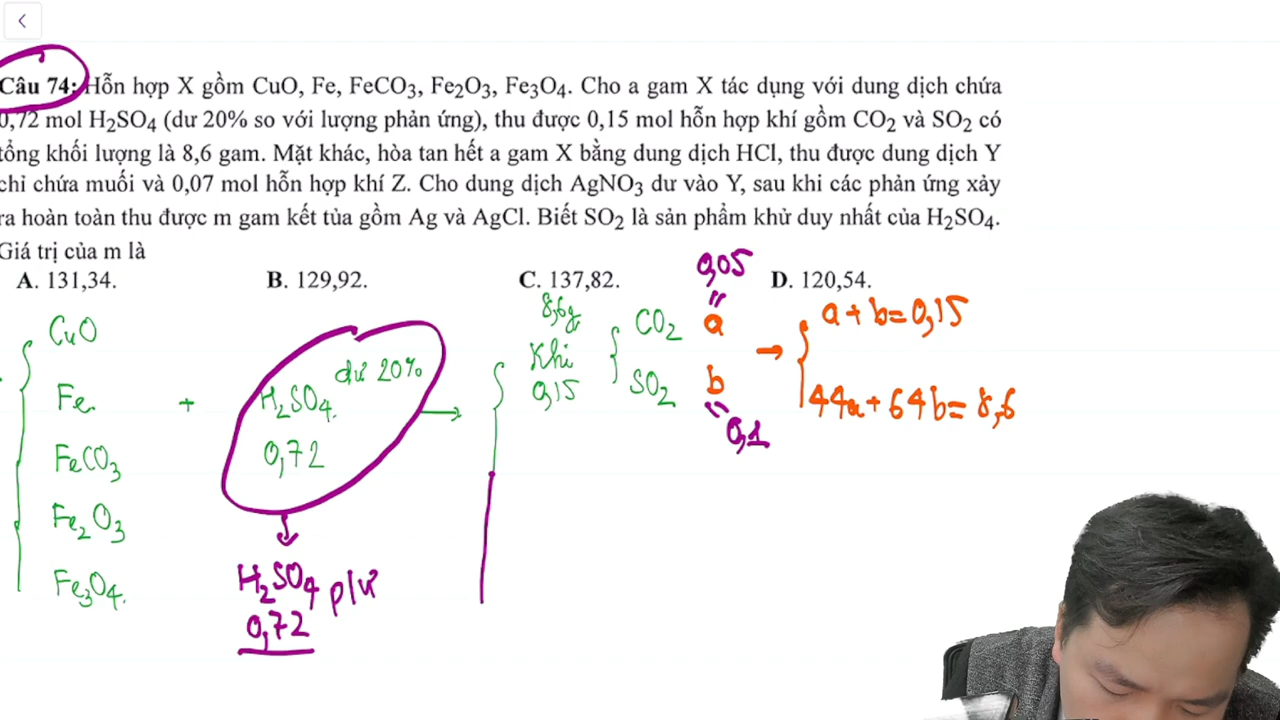 Câu 74: Hỗn hợp X gồm CuO, Fe, FeCO₃, Fe₂O₃, Fe₃O₄. Cho a gam X tác dụng với dung dịch chứa
0,72 mol H₂SO₄ (dư 20% so với lượng phản ứng), thu được 0,15 mol hỗn hợp khí gồm CO₂ và SO₂ có
tổng khối lượng là 8,6 gam. Mặt khác, hòa tan hết a gam X bằng dung dịch HCl, thu được dung dịch Y
chỉ chứa muối và 0,07 mol hỗn hợp khí Z. Cho dung dịch AgNO₃ dư vào Y, sau khi các phản ứng xảy
ra hoàn toàn thu được m gam kết tủa gồm Ag và AgCl. Biết SO₂ là sản phẩm khử duy nhất của H₂SO₄.
Giá trị của m là
A. 131,34. B. 129,92. C. 137,82. D. 120,54.
CuO
Fe
FeCO₃
Fe₂O₃
Fe₃O₄.
+
H₂SO₄ dư 20%
0,72
→
H₂SO₄ p/ư
0,72
8,6g
Khí
0,15
0,05
"
CO₂ a
SO₂ b
"
0,1
→
a + b = 0,15
44a + 64b = 8,6